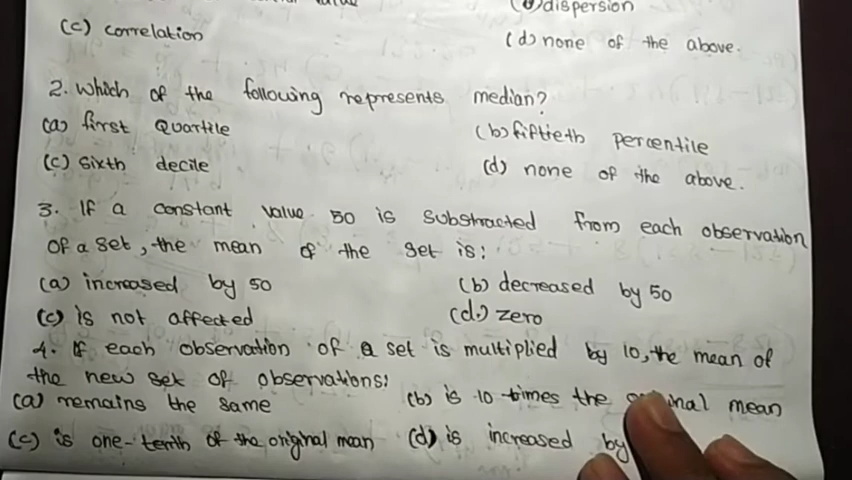 (b) dispersion
(c) correlation (d) none of the above.
2. Which of the following represents median?
(a) first Quartile (b) fiftieth percentile
(c) sixth decile (d) none of the above.
3. If a constant value 50 is substracted from each observation
of a set, the mean of the set is:
(a) increased by 50 (b) decreased by 50
(c) is not affected (d.) zero
4. If each observation of a set is multiplied by 10, the mean of
the new set of observations:
(a) remains the same (b) is 10 times the original mean
(c) is one-tenth of the original mean (d) is increased by